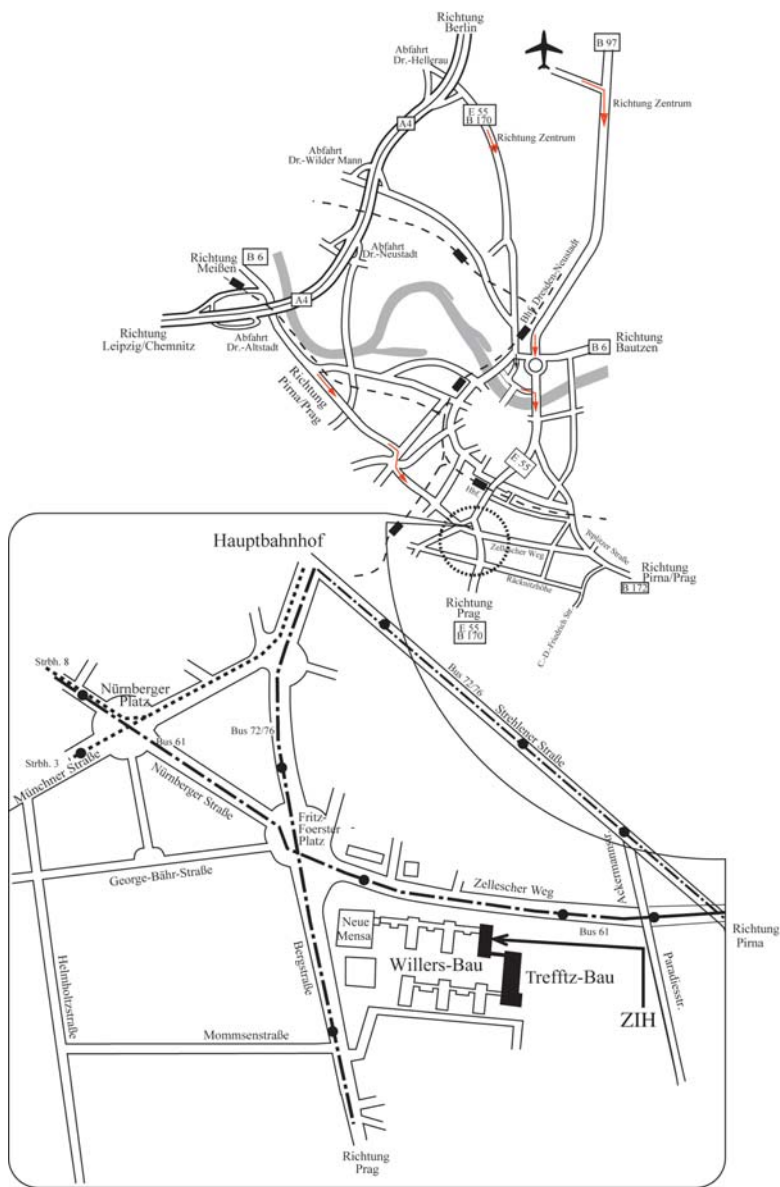 Richtung
Berlin
Abfahrt
Dr.-Hellerau
B 97
Richtung Zentrum
E 55
B 170
A4
Richtung Zentrum
Abfahrt
Dr.-Wilder Mann
Abfahrt
Dr.-Neustadt
B 6
Richtung
Meißen
A4
Bhf. Dresden-Neustadt
Richtung
Leipzig/Chemnitz
Abfahrt
Dr.-Altstadt
B 6
Richtung
Bautzen
Richtung
Pirna/Prag
E 55
Hbf.
Teplitzer Straße
Zellescher Weg
Räcknitzhöhe
Richtung
Pirna/Prag
B 172
Richtung
Prag
E 55
B 170
C.-D.-Friedrich Str.
Hauptbahnhof
Strbh. 8
Nürnberger
Platz
Bus 72/76
Strehlener Straße
Bus 61
Bus 72/76
Strbh. 3
Münchner Straße
Nürnberger Straße
Fritz-
Foerster
Platz
George-Bähr-Straße
Zellescher Weg
Ackermannstr.
Bus 61
Richtung
Pirna
Neue
Mensa
Willers-Bau
Trefftz-Bau
Bergstraße
Helmholtzstraße
Paradiesstr.
ZIH
Mommsenstraße
Richtung
Prag